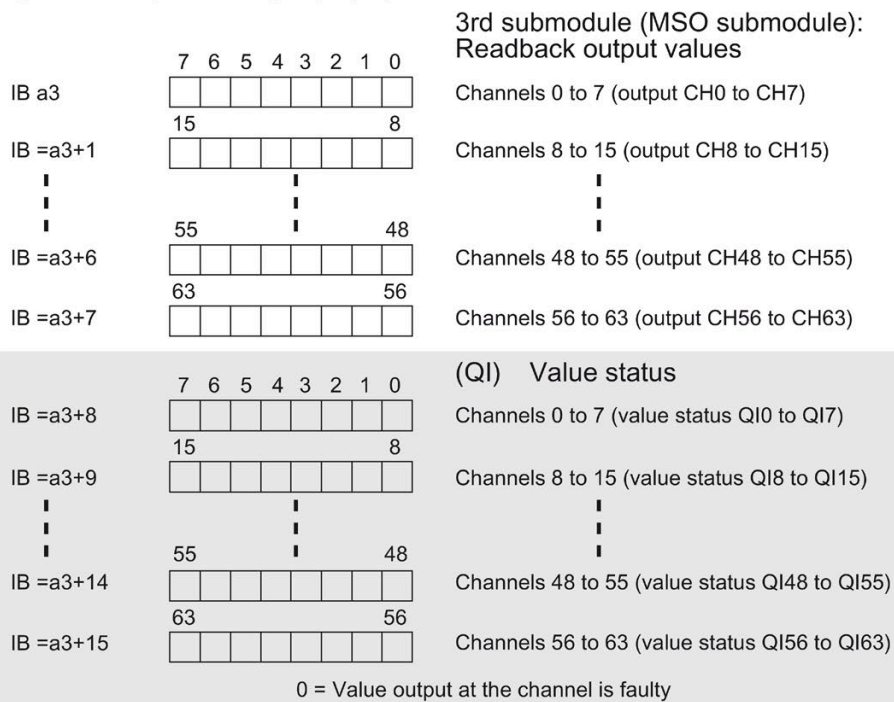 3rd submodule (MSO submodule):
Readback output values
7 6 5 4 3 2 1 0
IB a3 Channels 0 to 7 (output CH0 to CH7)
15 8
IB =a3+1 Channels 8 to 15 (output CH8 to CH15)
55 48
IB =a3+6 Channels 48 to 55 (output CH48 to CH55)
63 56
IB =a3+7 Channels 56 to 63 (output CH56 to CH63)
(QI) Value status
7 6 5 4 3 2 1 0
IB =a3+8 Channels 0 to 7 (value status QI0 to QI7)
15 8
IB =a3+9 Channels 8 to 15 (value status QI8 to QI15)
55 48
IB =a3+14 Channels 48 to 55 (value status QI48 to QI55)
63 56
IB =a3+15 Channels 56 to 63 (value status QI56 to QI63)
0 = Value output at the channel is faulty